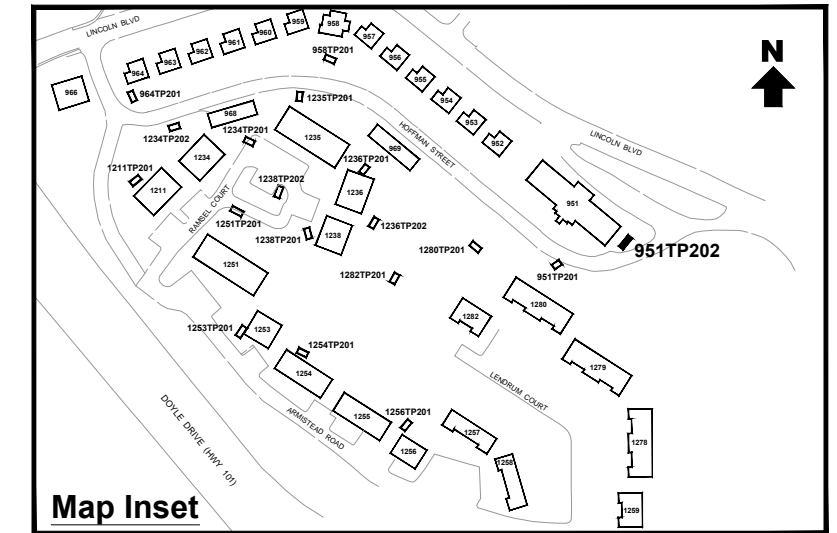 LINCOLN BLVD
959
958
960
957
961
962
963
964
956
958TP201
955
966
964TP201
954
1235TP201
953
968
952
1234TP202
1234TP201
1235
HOFFMAN STREET
LINCOLN BLVD
969
1234
1236TP201
1211TP201
1238TP202
1211
1236
RAMSEL COURT
951
1251TP201
1236TP202
1238TP201
1238
1280TP201
951TP202
1251
1282TP201
951TP201
1280
1282
1253TP201
1253
1254TP201
1279
1254
LENDRUM COURT
DOYLE DRIVE (HWY 101)
ARMISTEAD ROAD
1255
1256TP201
1257
1278
1256
1258
1259
N
Map Inset